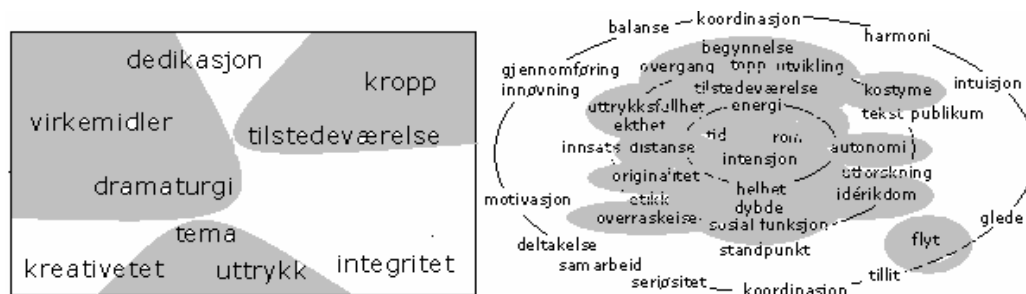 dedikasjon
kropp
virkemidler
tilstedeværelse
dramaturgi
tema
kreativetet
uttrykk
integritet
balanse
koordinasjon
harmoni
begynnelse
gjennomføring
overgang
topp
utvikling
innøvning
tilstedeværelse
kostyme
intuisjon
uttrykksfullhet
energi
tekst
publikum
ekthet
tid
rom
innsats
distanse
autonomi
intensjon
originalitet
utforskning
motivasjon
etikk
helhet
idérikdom
dybde
overraskelse
sosial funksjon
glede
deltakelse
standpunkt
flyt
samarbeid
tillit
seriøsitet
koordinasjon